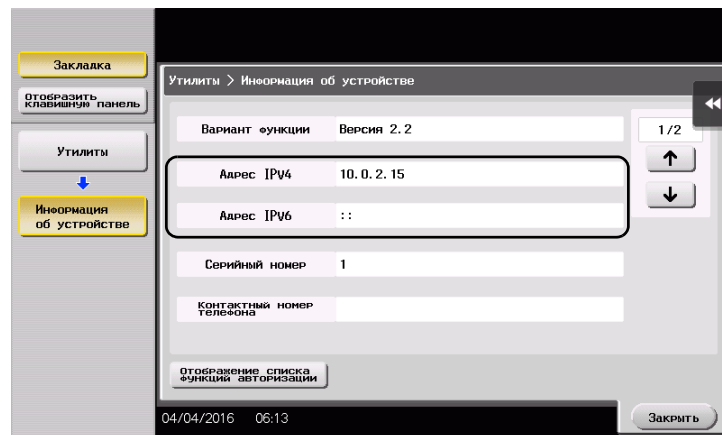 Закладка
Отобразить
клавишную панель
Утилиты
Информация
об устройстве
Утилиты > Информация об устройстве
Вариант функции Версия 2.2
1/2
Адрес IPv4 10.0.2.15
Адрес IPv6 ::
Серийный номер 1
Контактный номер
телефона
Отображение списка
функций авторизации
04/04/2016 06:13
Закрыть